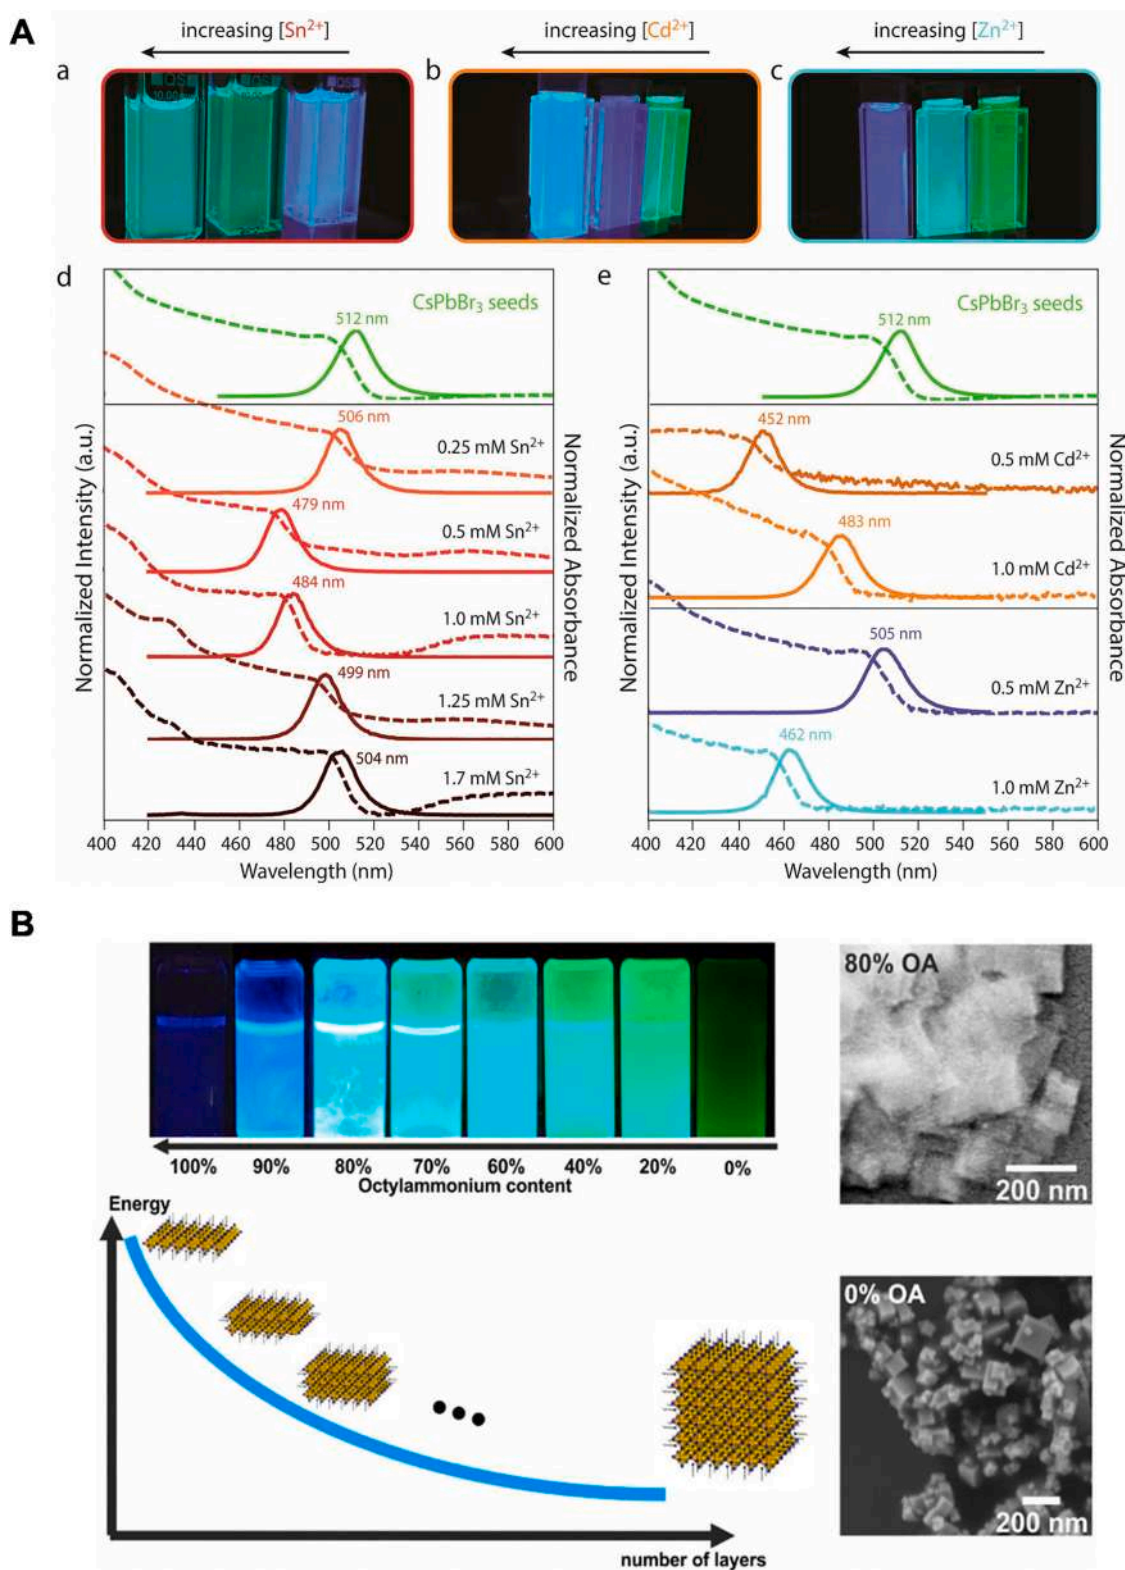 A
increasing [Sn²⁺]
increasing [Cd²⁺]
increasing [Zn²⁺]
a
b
c
10.00
d
e
CsPbBr₃ seeds
512 nm
506 nm
0.25 mM Sn²⁺
479 nm
0.5 mM Sn²⁺
484 nm
1.0 mM Sn²⁺
499 nm
1.25 mM Sn²⁺
504 nm
1.7 mM Sn²⁺
Normalized Intensity (a.u.)
Normalized Absorbance
400 420 440 460 480 500 520 540 560 580 600
Wavelength (nm)
CsPbBr₃ seeds
512 nm
452 nm
0.5 mM Cd²⁺
483 nm
1.0 mM Cd²⁺
505 nm
0.5 mM Zn²⁺
462 nm
1.0 mM Zn²⁺
Normalized Intensity (a.u.)
Normalized Absorbance
400 420 440 460 480 500 520 540 560 580 600
Wavelength (nm)
B
100% 90% 80% 70% 60% 40% 20% 0%
Octylammonium content
Energy
number of layers
80% OA
200 nm
0% OA
200 nm